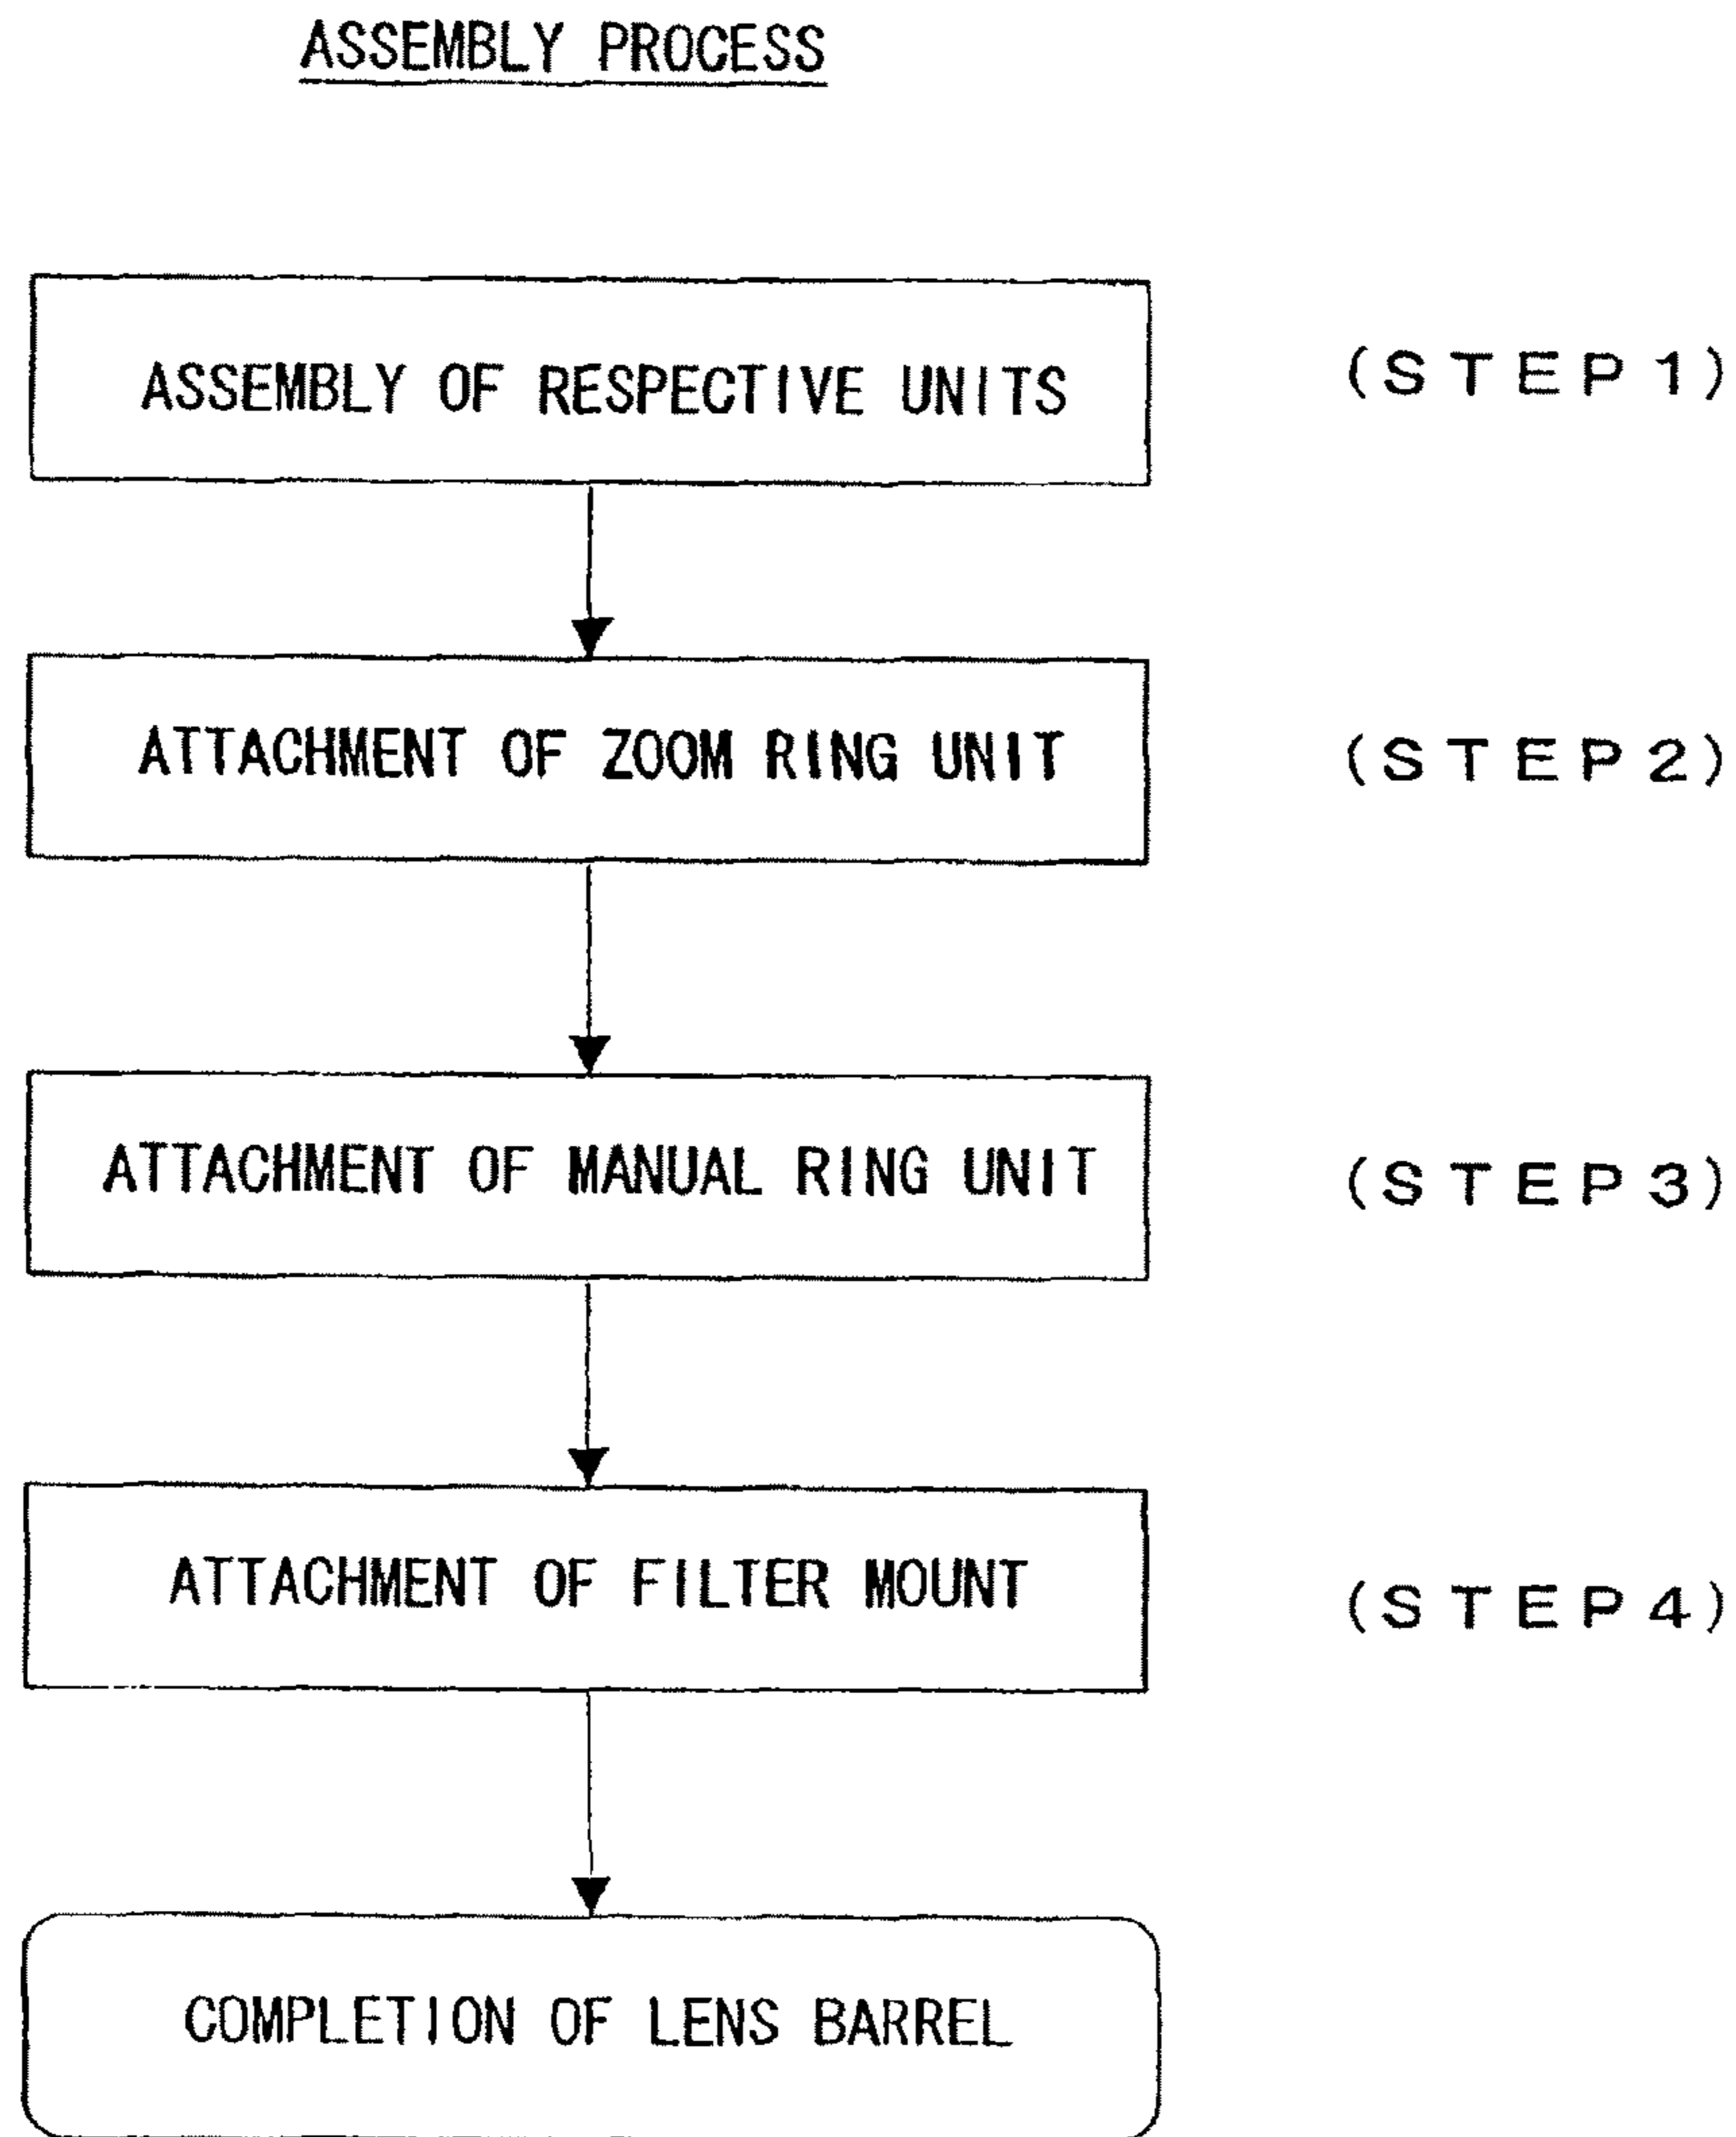 ASSEMBLY PROCESS
ASSEMBLY OF RESPECTIVE UNITS
(STEP1)
ATTACHMENT OF ZOOM RING UNIT
(STEP2)
ATTACHMENT OF MANUAL RING UNIT
(STEP3)
ATTACHMENT OF FILTER MOUNT
(STEP4)
COMPLETION OF LENS BARREL